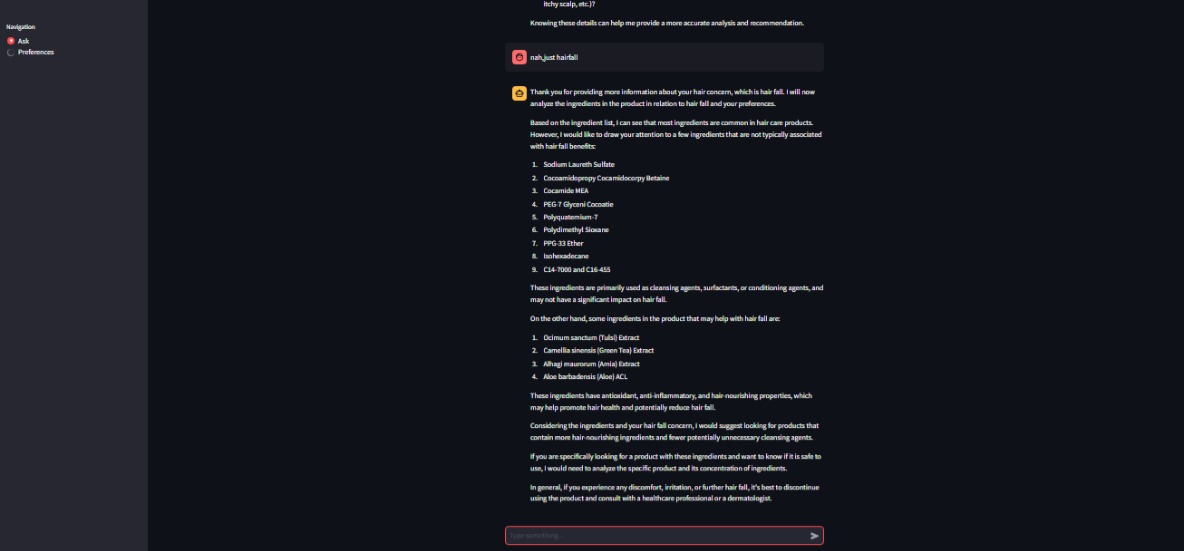 itchy scalp, etc.)?
Navigation
Knowing these details can help me provide a more accurate analysis and recommendation.
Ask
Preferences
nah,just hairfall
Thank you for providing more information about your hair concern, which is hair fall. I will now
analyze the ingredients in the product in relation to hair fall and your preferences.
Based on the ingredient list, I can see that most ingredients are common in hair care products.
However, I would like to draw your attention to a few ingredients that are not typically associated
with hair fall benefits:
1. Sodium Laureth Sulfate
2. Cocoamidopropy Cocamidocorpy Betaine
3. Cocamide MEA
4. PEG-7 Glyceni Cocoatie
5. Polyquatemium-7
6. Polydimethyl Sioxane
7. PPG-33 Ether
8. Isohexadecane
9. C14-7000 and C16-455
These ingredients are primarily used as cleansing agents, surfactants, or conditioning agents, and
may not have a significant impact on hair fall.
On the other hand, some ingredients in the product that may help with hair fall are:
1. Ocimum sanctum (Tulsi) Extract
2. Camellia sinensis (Green Tea) Extract
3. Alhagi maurorum (Amla) Extract
4. Aloe barbadensis (Aloe) ACL
These ingredients have antioxidant, anti-inflammatory, and hair-nourishing properties, which
may help promote hair health and potentially reduce hair fall.
Considering the ingredients and your hair fall concern, I would suggest looking for products that
contain more hair-nourishing ingredients and fewer potentially unnecessary cleansing agents.
If you are specifically looking for a product with these ingredients and want to know if it is safe to
use, I would need to analyze the specific product and its concentration of ingredients.
In general, if you experience any discomfort, irritation, or further hair fall, it's best to discontinue
using the product and consult with a healthcare professional or a dermatologist.
Type something...